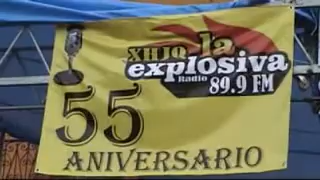 XHJQ la
explosiva
Radio 89.9 FM
55
ANIVERSARIO